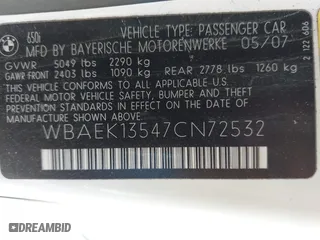 650i VEHICLE TYPE: PASSENGER CAR
MFD BY BAYERISCHE MOTORENWERKE 05/07
GVWR 5049 lbs 2290 kg
GAWR FRONT 2403 lbs 1090 kg REAR 2778 lbs 1260 kg
THIS VEHICLE CONFORMS TO ALL APPLICABLE
FEDERAL MOTOR VEHICLE SAFETY, BUMPER AND THEFT
PREVENTION STANDARDS IN EFFECT ON THE DATE OF
MANUFACTURE SHOWN ABOVE.
WBAEK13547CN72532
2 122 606
DREAMBID